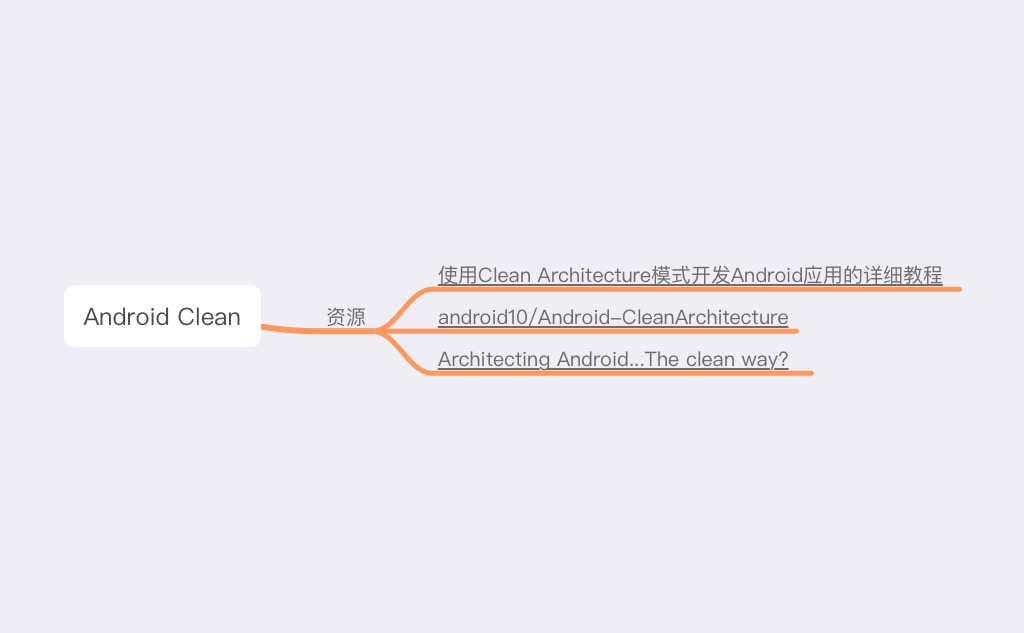 Android Clean
资源
使用Clean Architecture模式开发Android应用的详细教程
android10/Android-CleanArchitecture
Architecting Android...The clean way?